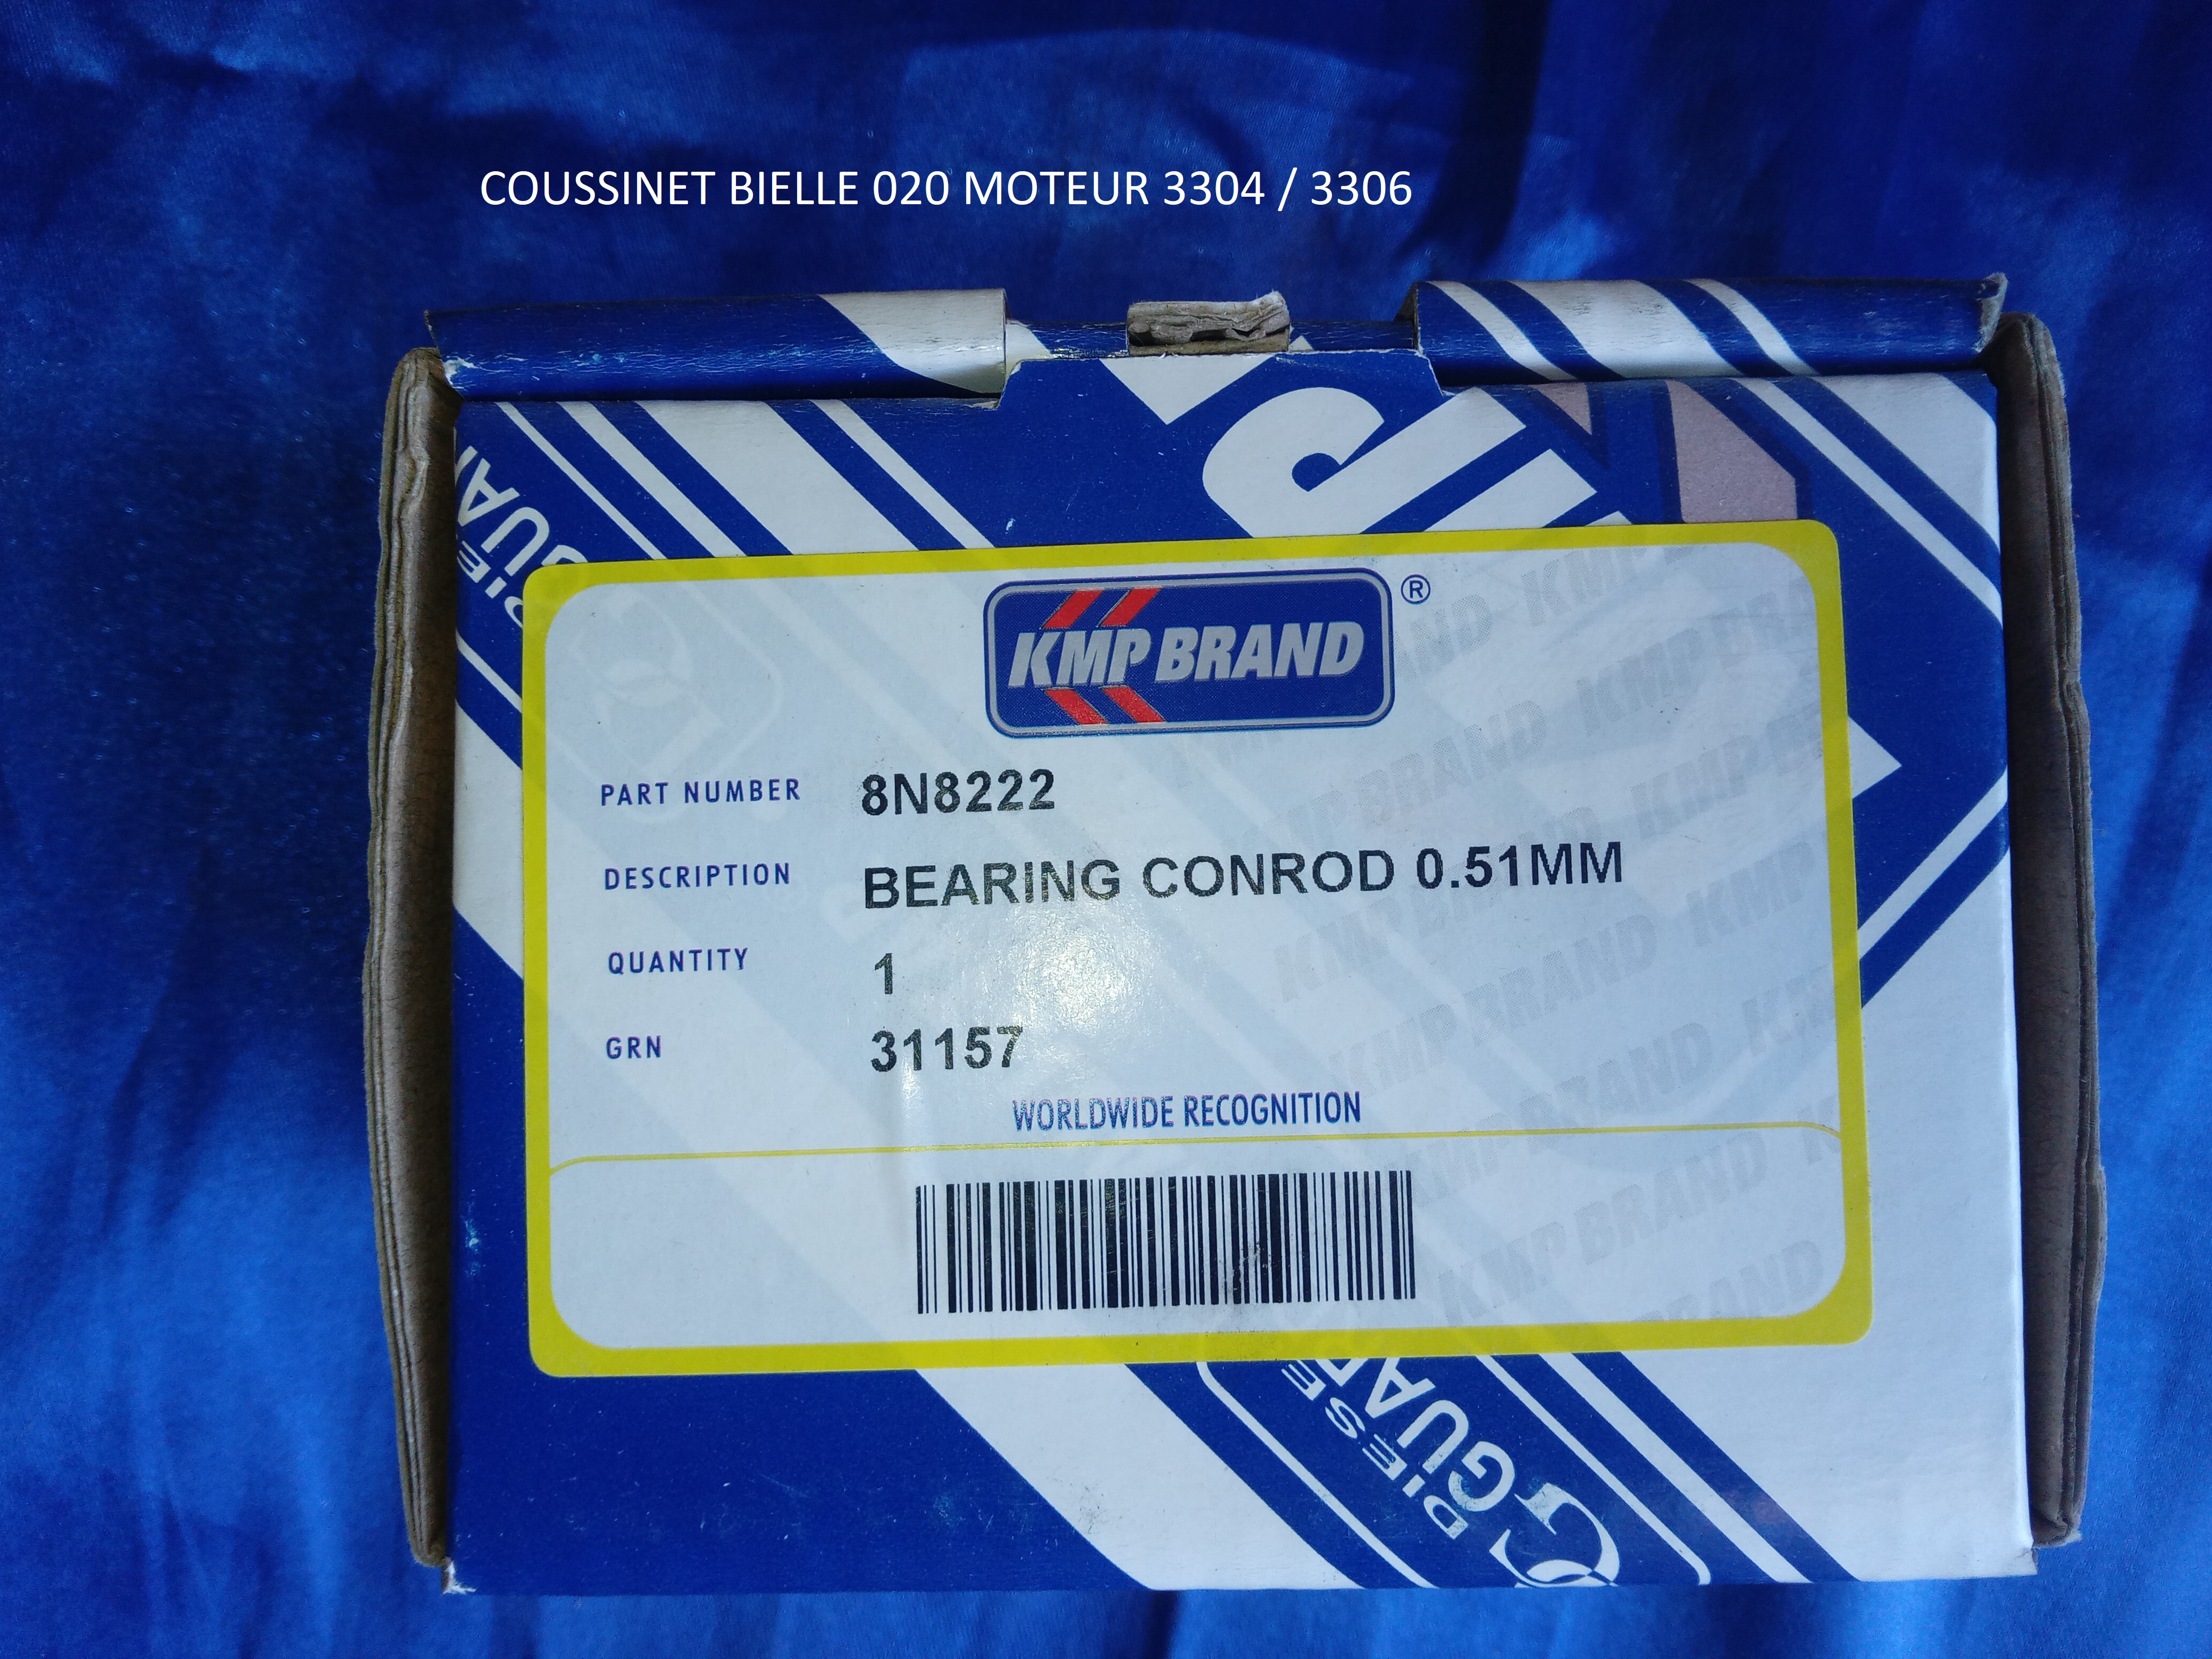 COUSSINET BIELLE 020 MOTEUR 3304 / 3306
KMP BRAND ®
PART NUMBER 8N8222
DESCRIPTION BEARING CONROD 0.51MM
QUANTITY 1
GRN 31157
WORLDWIDE RECOGNITION